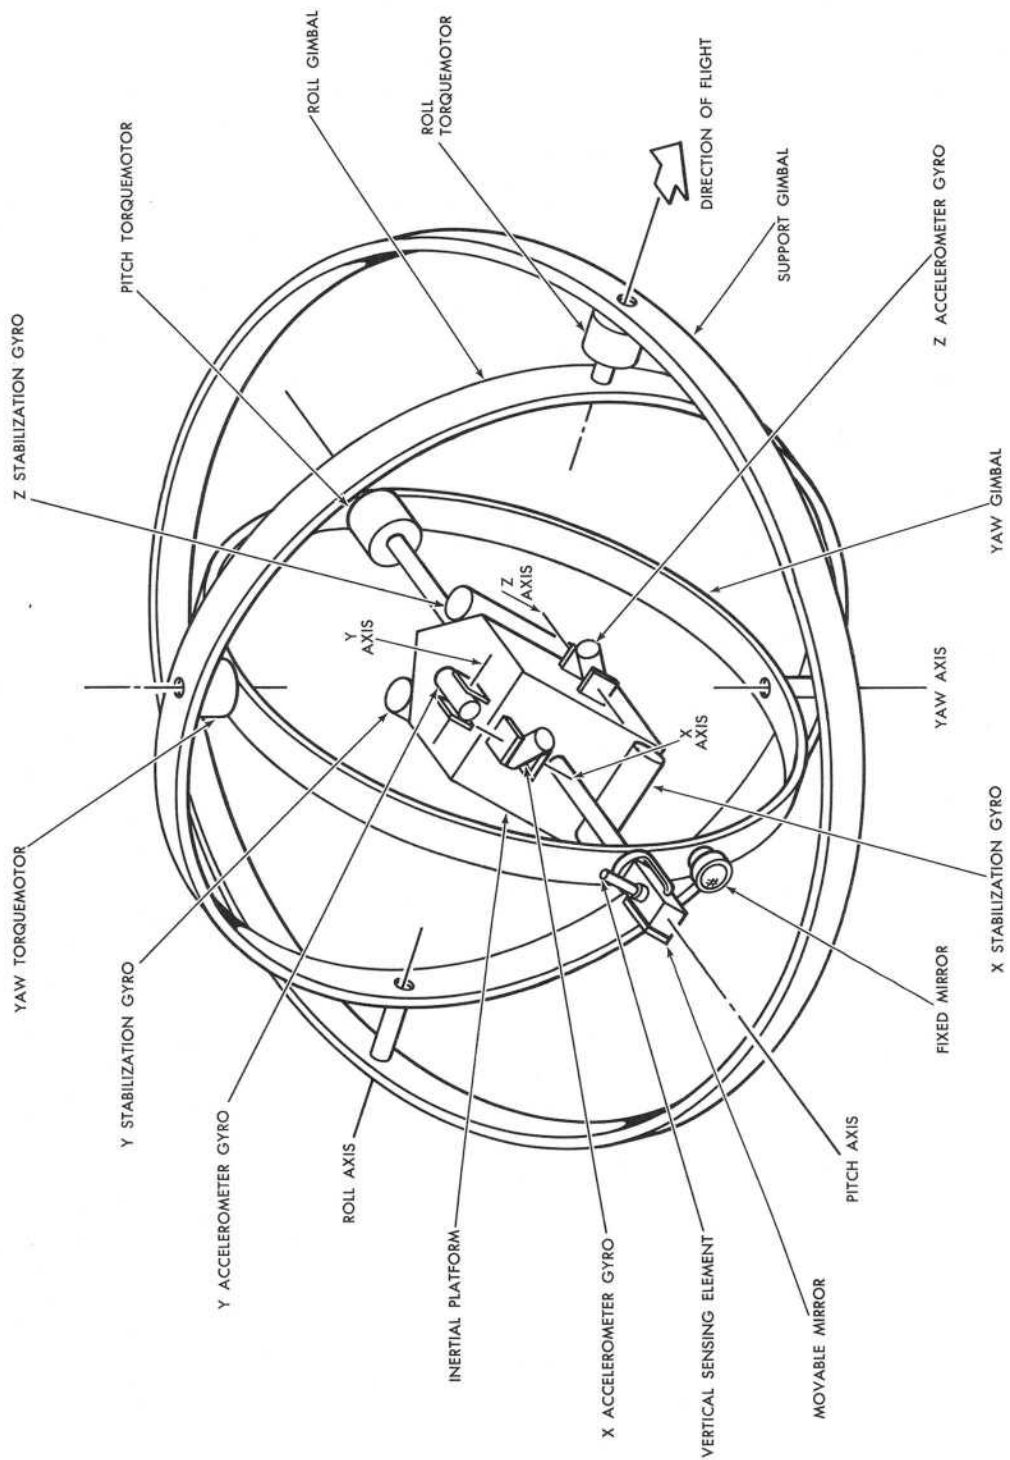 Z STABILIZATION GYRO
PITCH TORQUEMOTOR
ROLL GIMBAL
ROLL
TORQUEMOTOR
DIRECTION OF FLIGHT
SUPPORT GIMBAL
Z ACCELEROMETER GYRO
YAW GIMBAL
YAW AXIS
X STABILIZATION GYRO
FIXED MIRROR
PITCH AXIS
MOVABLE MIRROR
VERTICAL SENSING ELEMENT
X ACCELEROMETER GYRO
INERTIAL PLATFORM
ROLL AXIS
Y ACCELEROMETER GYRO
Y STABILIZATION GYRO
YAW TORQUEMOTOR
Y
AXIS
Z
AXIS
X
AXIS